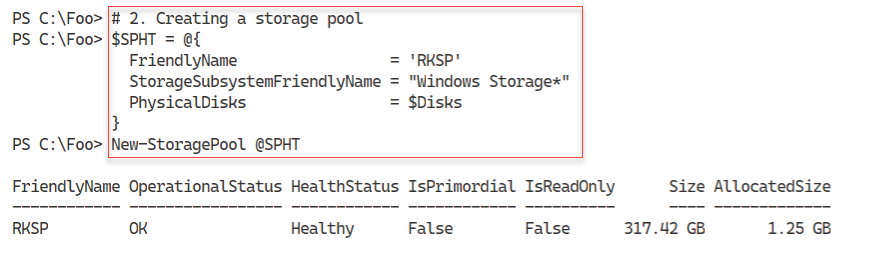 PS C:\Foo> # 2. Creating a storage pool
PS C:\Foo> $SPHT = @{
  FriendlyName                 = 'RKSP'
  StorageSubsystemFriendlyName = "Windows Storage*"
  PhysicalDisks                = $Disks
}
PS C:\Foo> New-StoragePool @SPHT
FriendlyName OperationalStatus HealthStatus IsPrimordial IsReadOnly      Size AllocatedSize
------------ ----------------- ------------ ------------ ----------      ---- -------------
RKSP         OK                Healthy      False        False      317.42 GB       1.25 GB